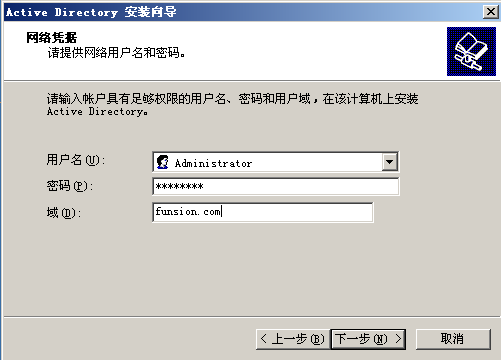 Active Directory 安装向导
网络凭据
请提供网络用户名和密码。
请输入帐户具有足够权限的用户名、密码和用户域,在该计算机上安装
Active Directory。
用户名(U): Administrator
密码(P): ********
域(D): funsion.com
< 上一步(B) 下一步(N) > 取消